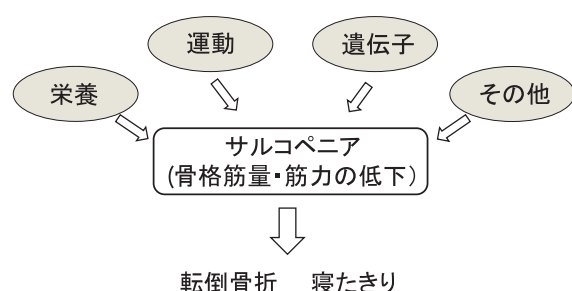 運動
遺伝子
栄養
その他
サルコペニア
(骨格筋量・筋力の低下)
転倒骨折 寝たきり